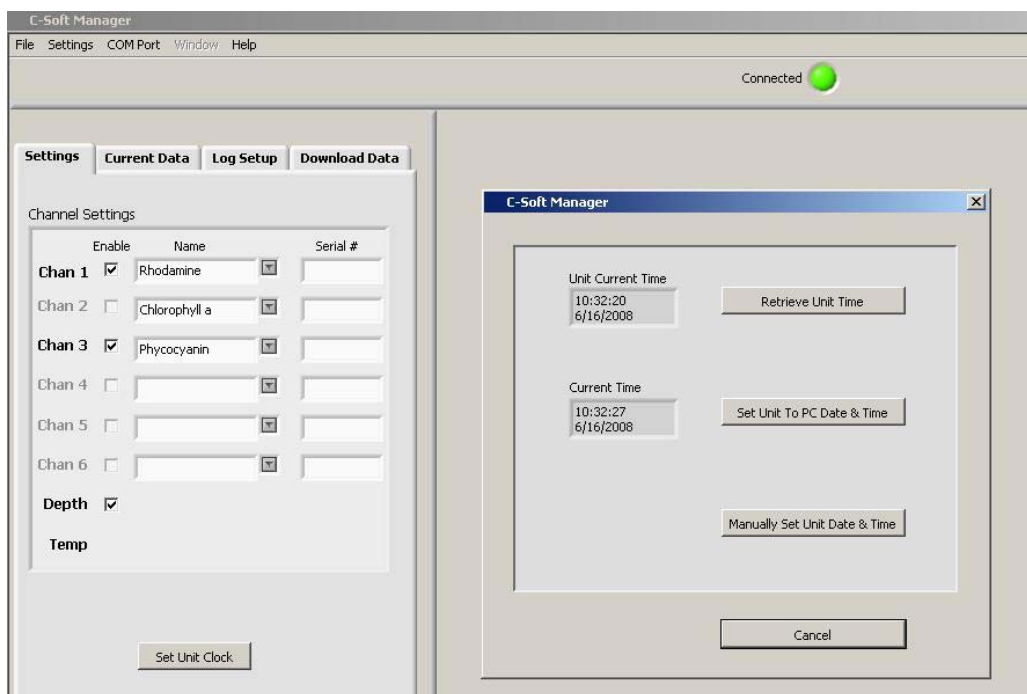 C-Soft Manager
File Settings COM Port Window Help
Connected
Settings Current Data Log Setup Download Data
Channel Settings
Enable Name Serial #
Chan 1 Rhodamine
Chan 2 Chlorophyll a
Chan 3 Phycocyanin
Chan 4
Chan 5
Chan 6
Depth
Temp
Set Unit Clock
C-Soft Manager
Unit Current Time
10:32:20
6/16/2008
Retrieve Unit Time
Current Time
10:32:27
6/16/2008
Set Unit To PC Date & Time
Manually Set Unit Date & Time
Cancel